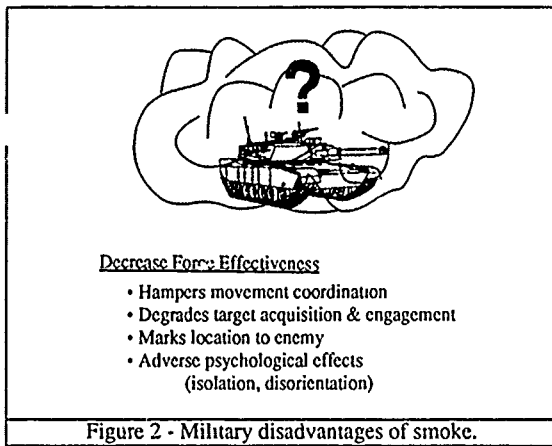 ?
Decrease Force Effectiveness
• Hampers movement coordination
• Degrades target acquisition & engagement
• Marks location to enemy
• Adverse psychological effects
(isolation, disorientation)
Figure 2 - Military disadvantages of smoke.